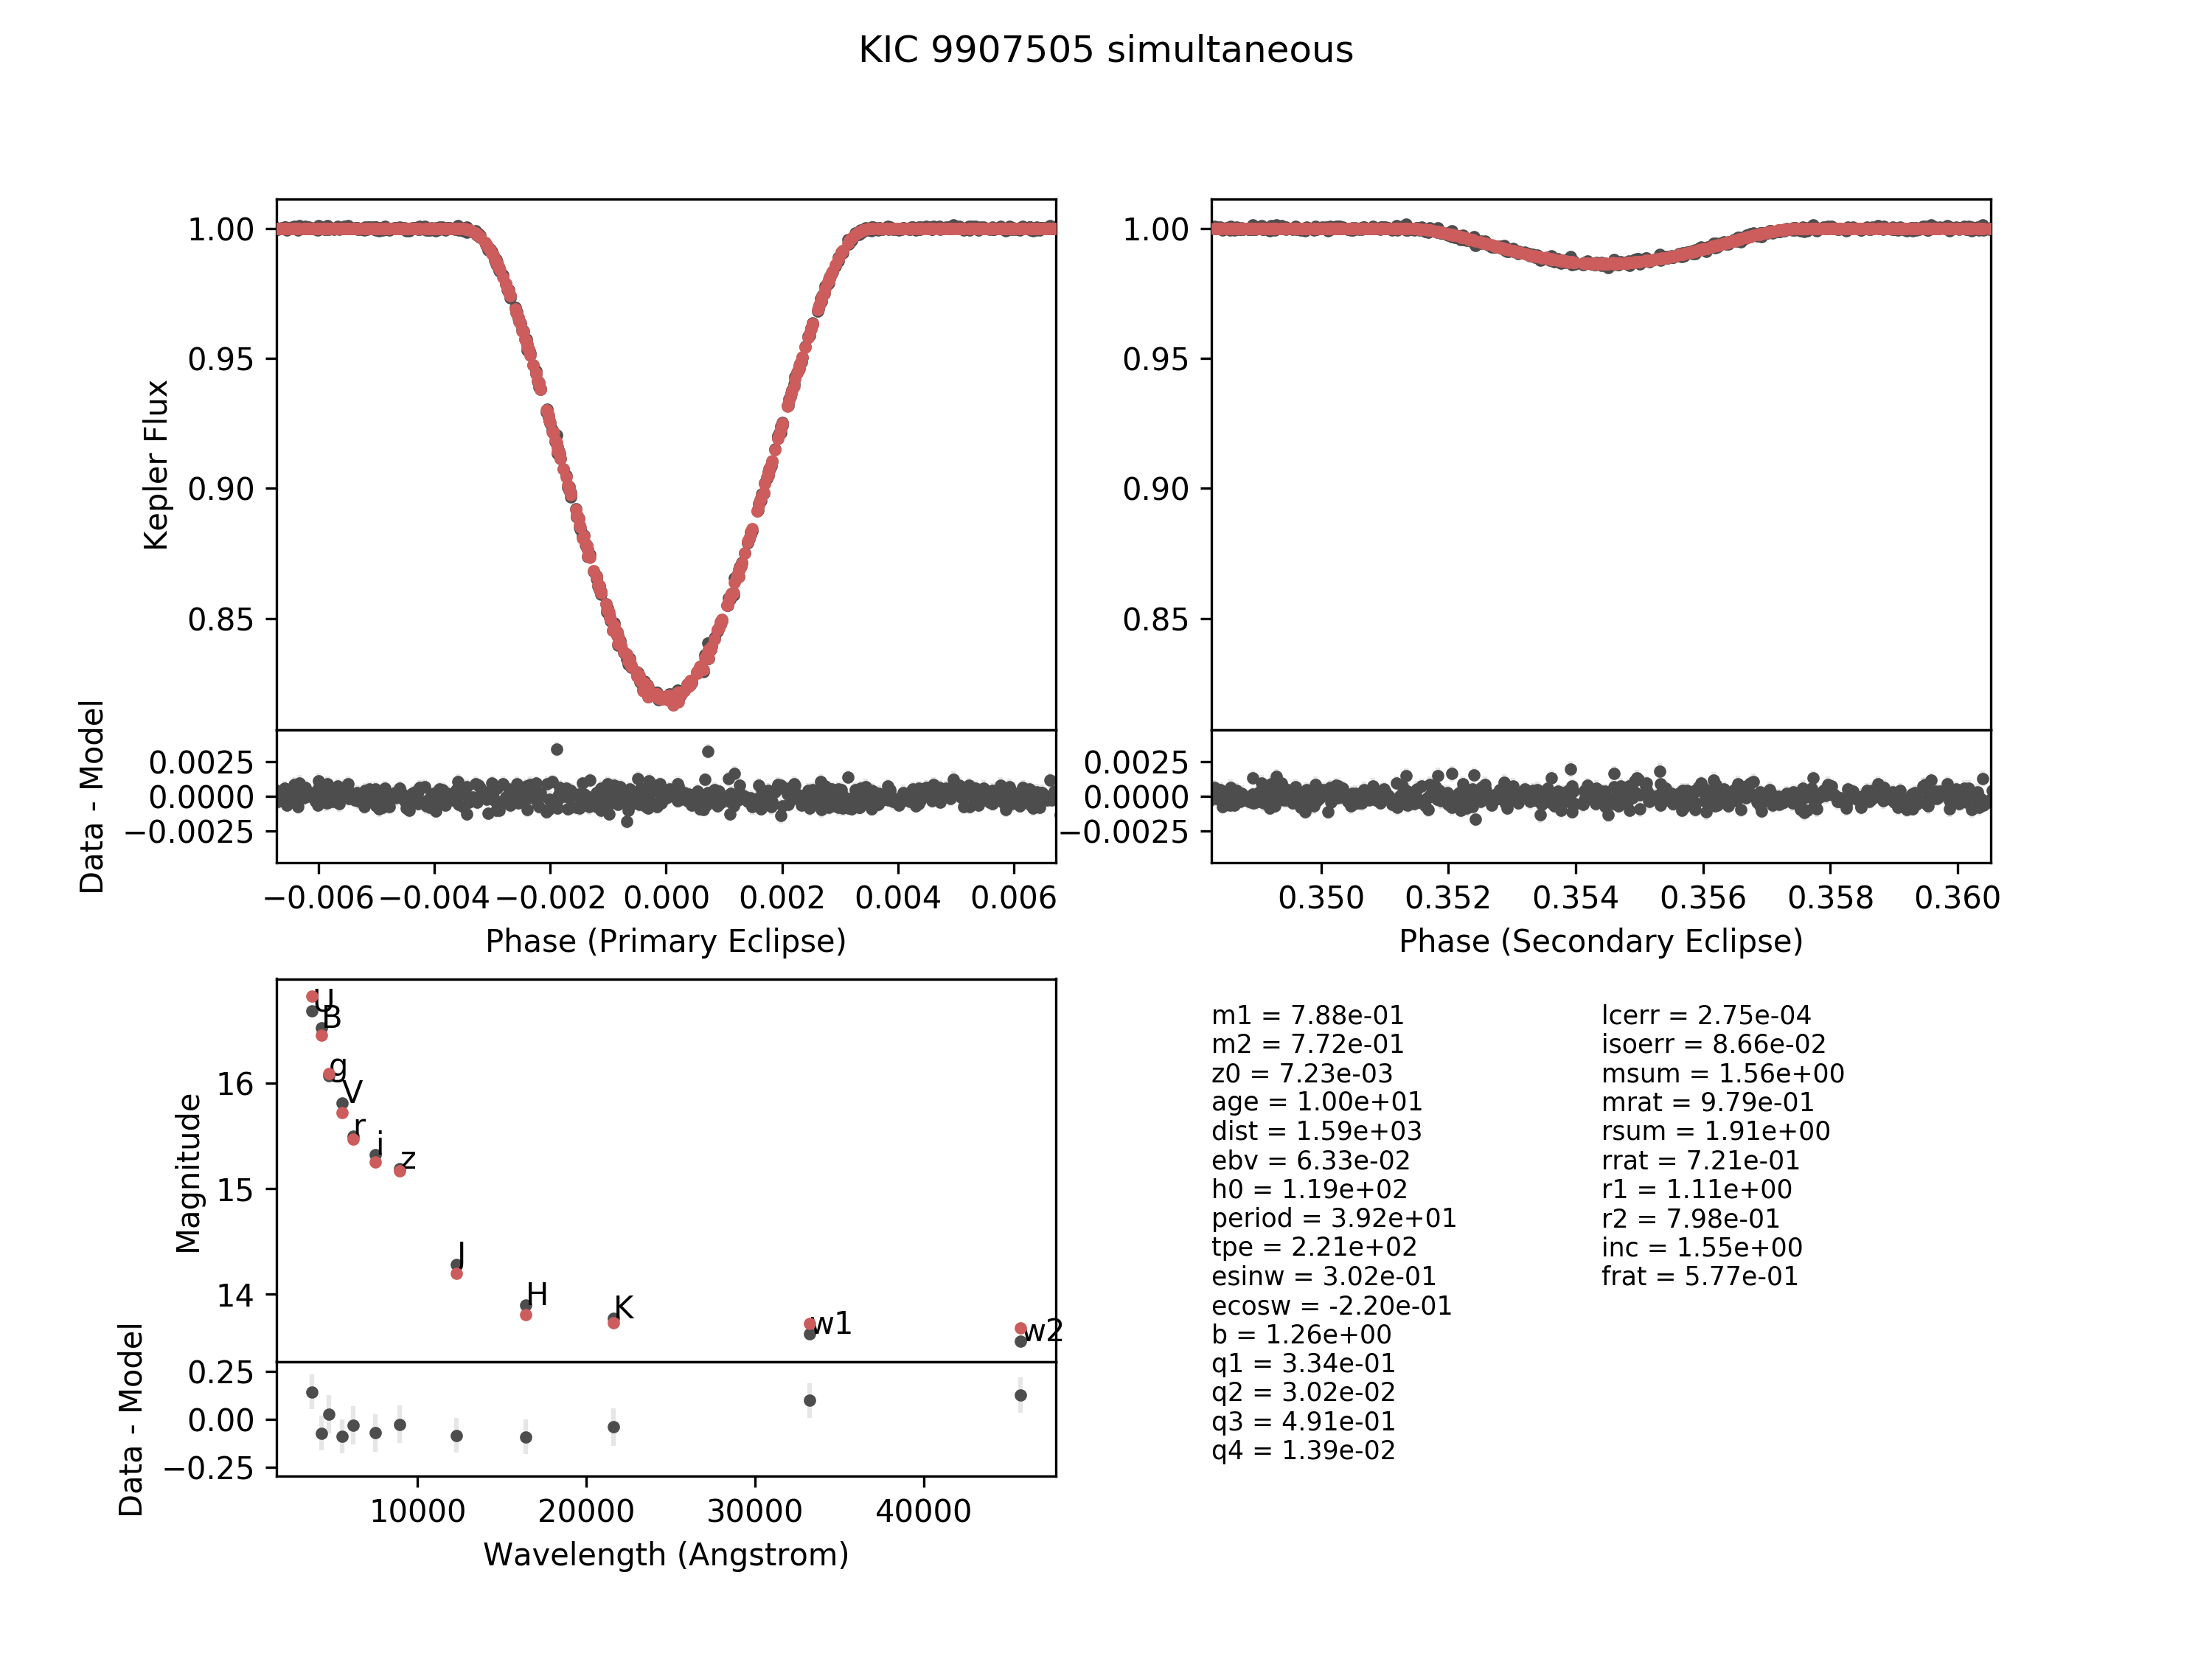 KIC 9907505 simultaneous
1.00
0.95
0.90
0.85
Kepler Flux
0.0025
0.0000
−0.0025
Data - Model
−0.006 −0.004 −0.002 0.000 0.002 0.004 0.006
Phase (Primary Eclipse)
1.00
0.95
0.90
0.85
0.0025
0.0000
−0.0025
0.350 0.352 0.354 0.356 0.358 0.360
Phase (Secondary Eclipse)
U
B
g
V
r
i
z
J
H
K
w1
w2
16
15
14
Magnitude
0.25
0.00
−0.25
Data - Model
10000 20000 30000 40000
Wavelength (Angstrom)
m1 = 7.88e-01
m2 = 7.72e-01
z0 = 7.23e-03
age = 1.00e+01
dist = 1.59e+03
ebv = 6.33e-02
h0 = 1.19e+02
period = 3.92e+01
tpe = 2.21e+02
esinw = 3.02e-01
ecosw = -2.20e-01
b = 1.26e+00
q1 = 3.34e-01
q2 = 3.02e-02
q3 = 4.91e-01
q4 = 1.39e-02
lcerr = 2.75e-04
isoerr = 8.66e-02
msum = 1.56e+00
mrat = 9.79e-01
rsum = 1.91e+00
rrat = 7.21e-01
r1 = 1.11e+00
r2 = 7.98e-01
inc = 1.55e+00
frat = 5.77e-01